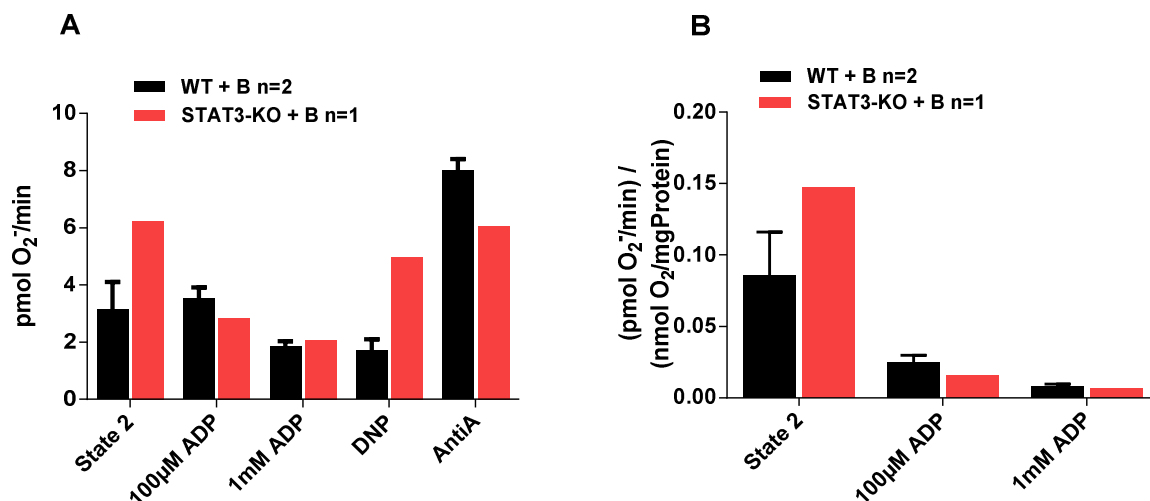 A
WT + B n=2
STAT3-KO + B n=1
pmol O₂⁻/min
10
8
6
4
2
0
State 2
100µM ADP
1mM ADP
DNP
AntiA
B
WT + B n=2
STAT3-KO + B n=1
(pmol O₂⁻/min) /
(nmol O₂/mgProtein)
0.20
0.15
0.10
0.05
0.00
State 2
100µM ADP
1mM ADP